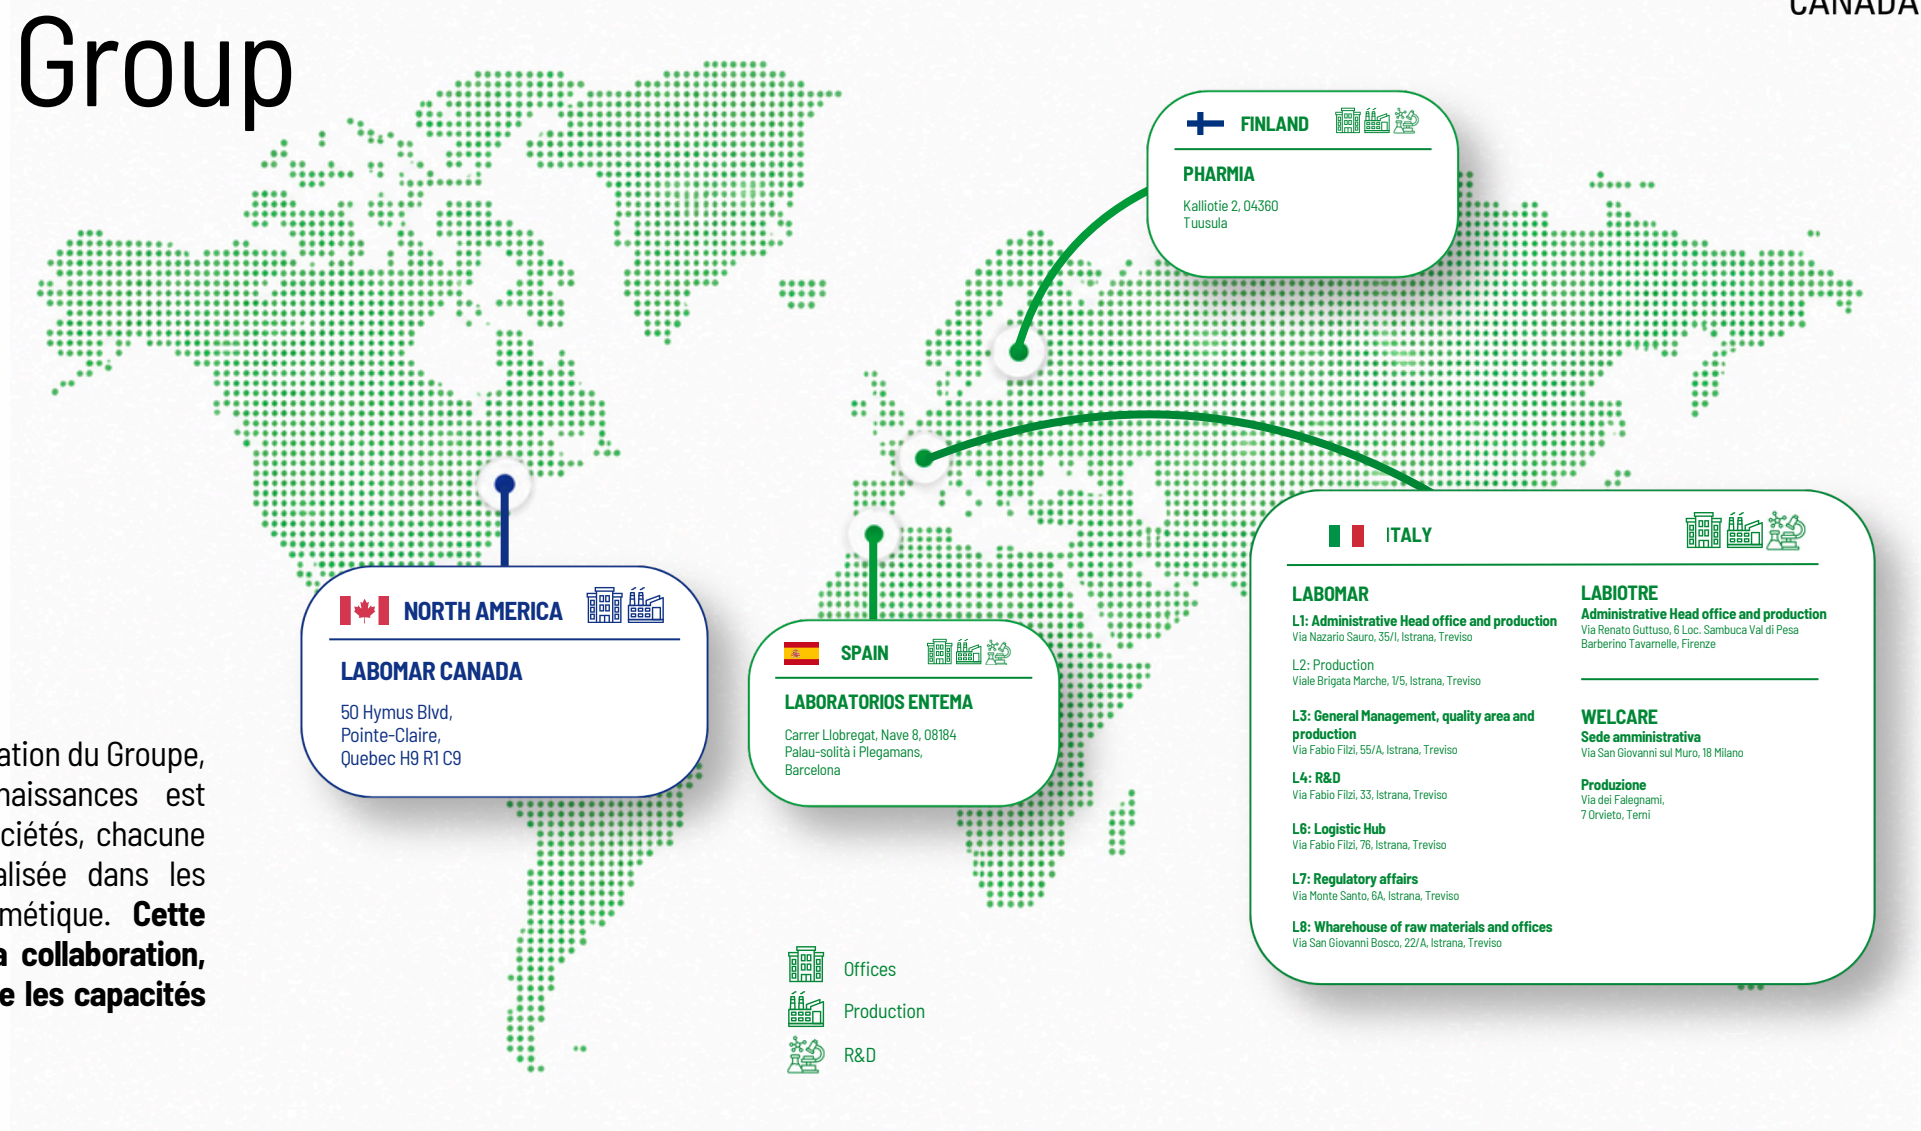 CANADA
Group
FINLAND
PHARMIA
Kalliotie 2, 04360
Tuusula
NORTH AMERICA
LABOMAR CANADA
50 Hymus Blvd,
Pointe-Claire,
Quebec H9 R1 C9
SPAIN
LABORATORIOS ENTEMA
Carrer Llobregat, Nave 8, 08184
Palau-solità i Plegamans,
Barcelona
ITALY
LABOMAR
L1: Administrative Head office and production
Via Nazario Sauro, 35/I, Istrana, Treviso
L2: Production
Viale Brigata Marche, 1/5, Istrana, Treviso
L3: General Management, quality area and
production
Via Fabio Filzi, 55/A, Istrana, Treviso
L4: R&D
Via Fabio Filzi, 33, Istrana, Treviso
L6: Logistic Hub
Via Fabio Filzi, 76, Istrana, Treviso
L7: Regulatory affairs
Via Monte Santo, 6A, Istrana, Treviso
L8: Wharehouse of raw materials and offices
Via San Giovanni Bosco, 22/A, Istrana, Treviso
LABIOTRE
Administrative Head office and production
Via Renato Guttuso, 6 Loc. Sambuca Val di Pesa
Barberino Tavarnelle, Firenze
WELCARE
Sede amministrativa
Via San Giovanni sul Muro, 18 Milano
Produzione
Via dei Falegnami,
7 Orvieto, Terni
ation du Groupe,
naissances est
ciétés, chacune
alisée dans les
métique. Cette
a collaboration,
e les capacités
Offices
Production
R&D